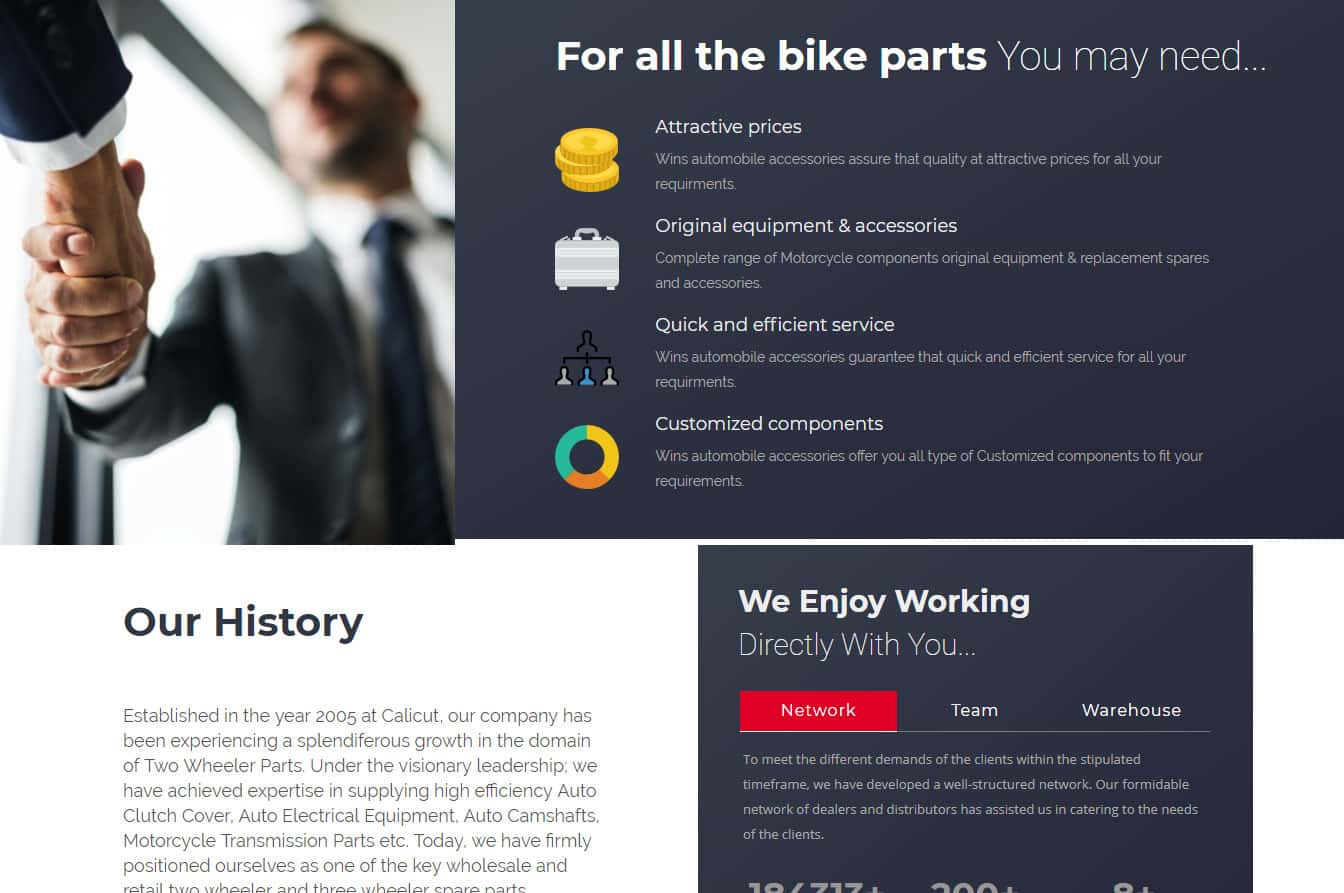 For all the bike parts You may need...
Attractive prices
Wins automobile accessories assure that quality at attractive prices for all your
requirments.
Original equipment & accessories
Complete range of Motorcycle components original equipment & replacement spares
and accessories.
Quick and efficient service
Wins automobile accessories guarantee that quick and efficient service for all your
requirments.
Customized components
Wins automobile accessories offer you all type of Customized components to fit your
requirements.
Our History
Established in the year 2005 at Calicut, our company has
been experiencing a splendiferous growth in the domain
of Two Wheeler Parts. Under the visionary leadership; we
have achieved expertise in supplying high efficiency Auto
Clutch Cover, Auto Electrical Equipment, Auto Camshafts,
Motorcycle Transmission Parts etc. Today, we have firmly
positioned ourselves as one of the key wholesale and
retail two wheeler and three wheeler spare parts
We Enjoy Working
Directly With You...
Network Team Warehouse
To meet the different demands of the clients within the stipulated
timeframe, we have developed a well-structured network. Our formidable
network of dealers and distributors has assisted us in catering to the needs
of the clients.